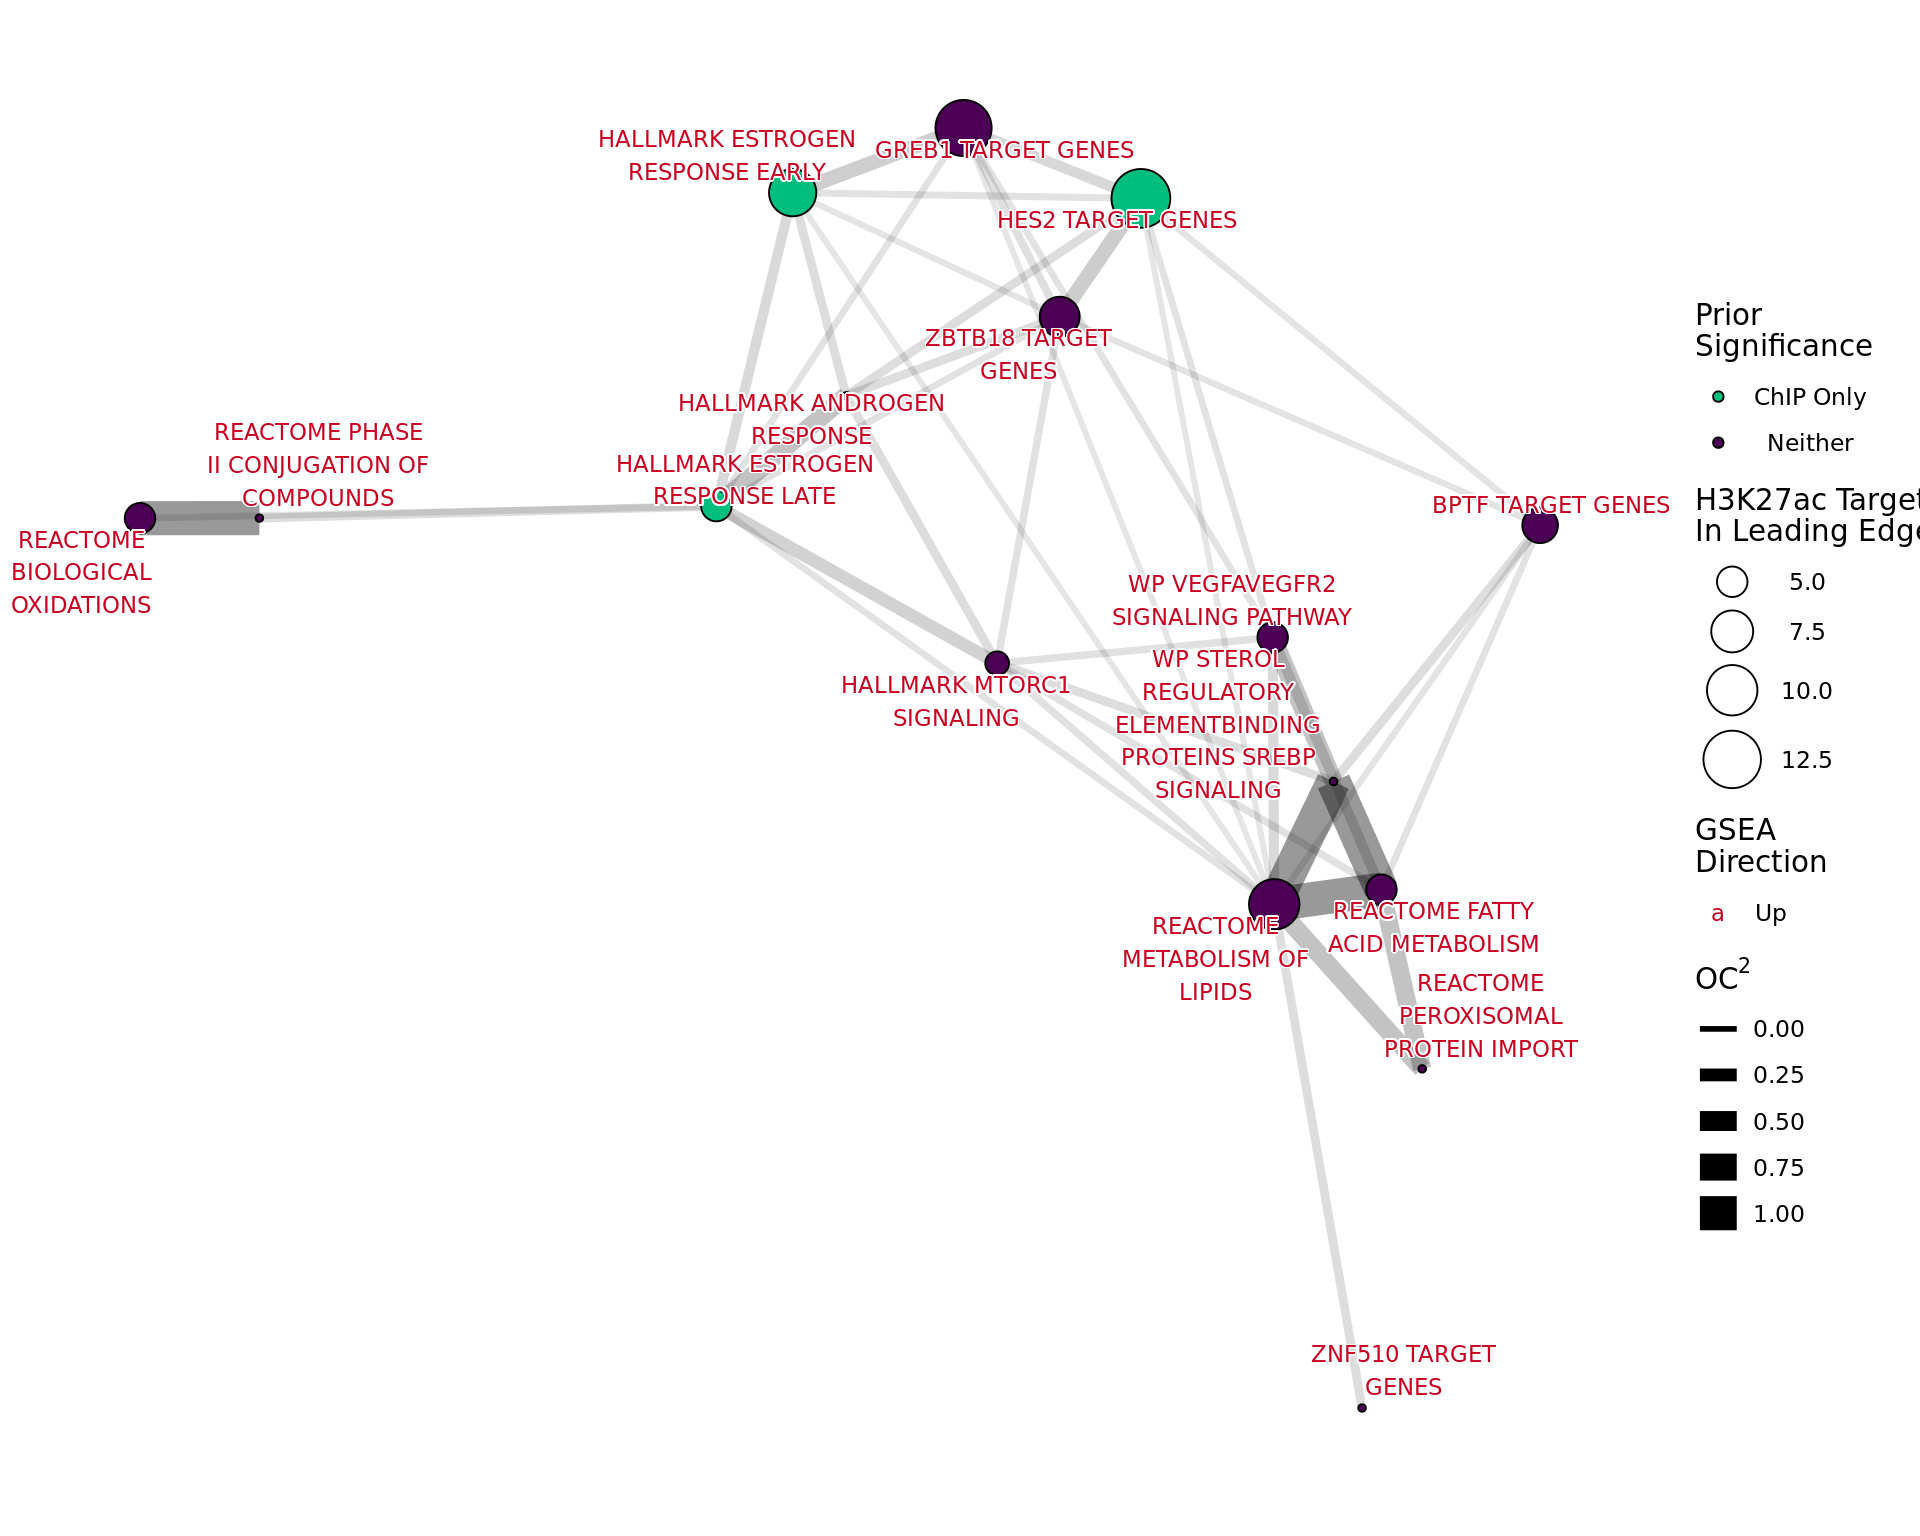 HALLMARK ESTROGEN
RESPONSE EARLY
GREB1 TARGET GENES
HES2 TARGET GENES
ZBTB18 TARGET
GENES
HALLMARK ANDROGEN
RESPONSE
HALLMARK ESTROGEN
RESPONSE LATE
REACTOME PHASE
II CONJUGATION OF
COMPOUNDS
REACTOME
BIOLOGICAL
OXIDATIONS
BPTF TARGET GENES
WP VEGFAVEGFR2
SIGNALING PATHWAY
WP STEROL
REGULATORY
ELEMENTBINDING
PROTEINS SREBP
SIGNALING
HALLMARK MTORC1
SIGNALING
REACTOME
METABOLISM OF
LIPIDS
REACTOME FATTY
ACID METABOLISM
REACTOME
PEROXISOMAL
PROTEIN IMPORT
ZNF510 TARGET
GENES
Prior
Significance
ChIP Only
Neither
H3K27ac Target
In Leading Edge
5.0
7.5
10.0
12.5
GSEA
Direction
a Up
OC²
0.00
0.25
0.50
0.75
1.00